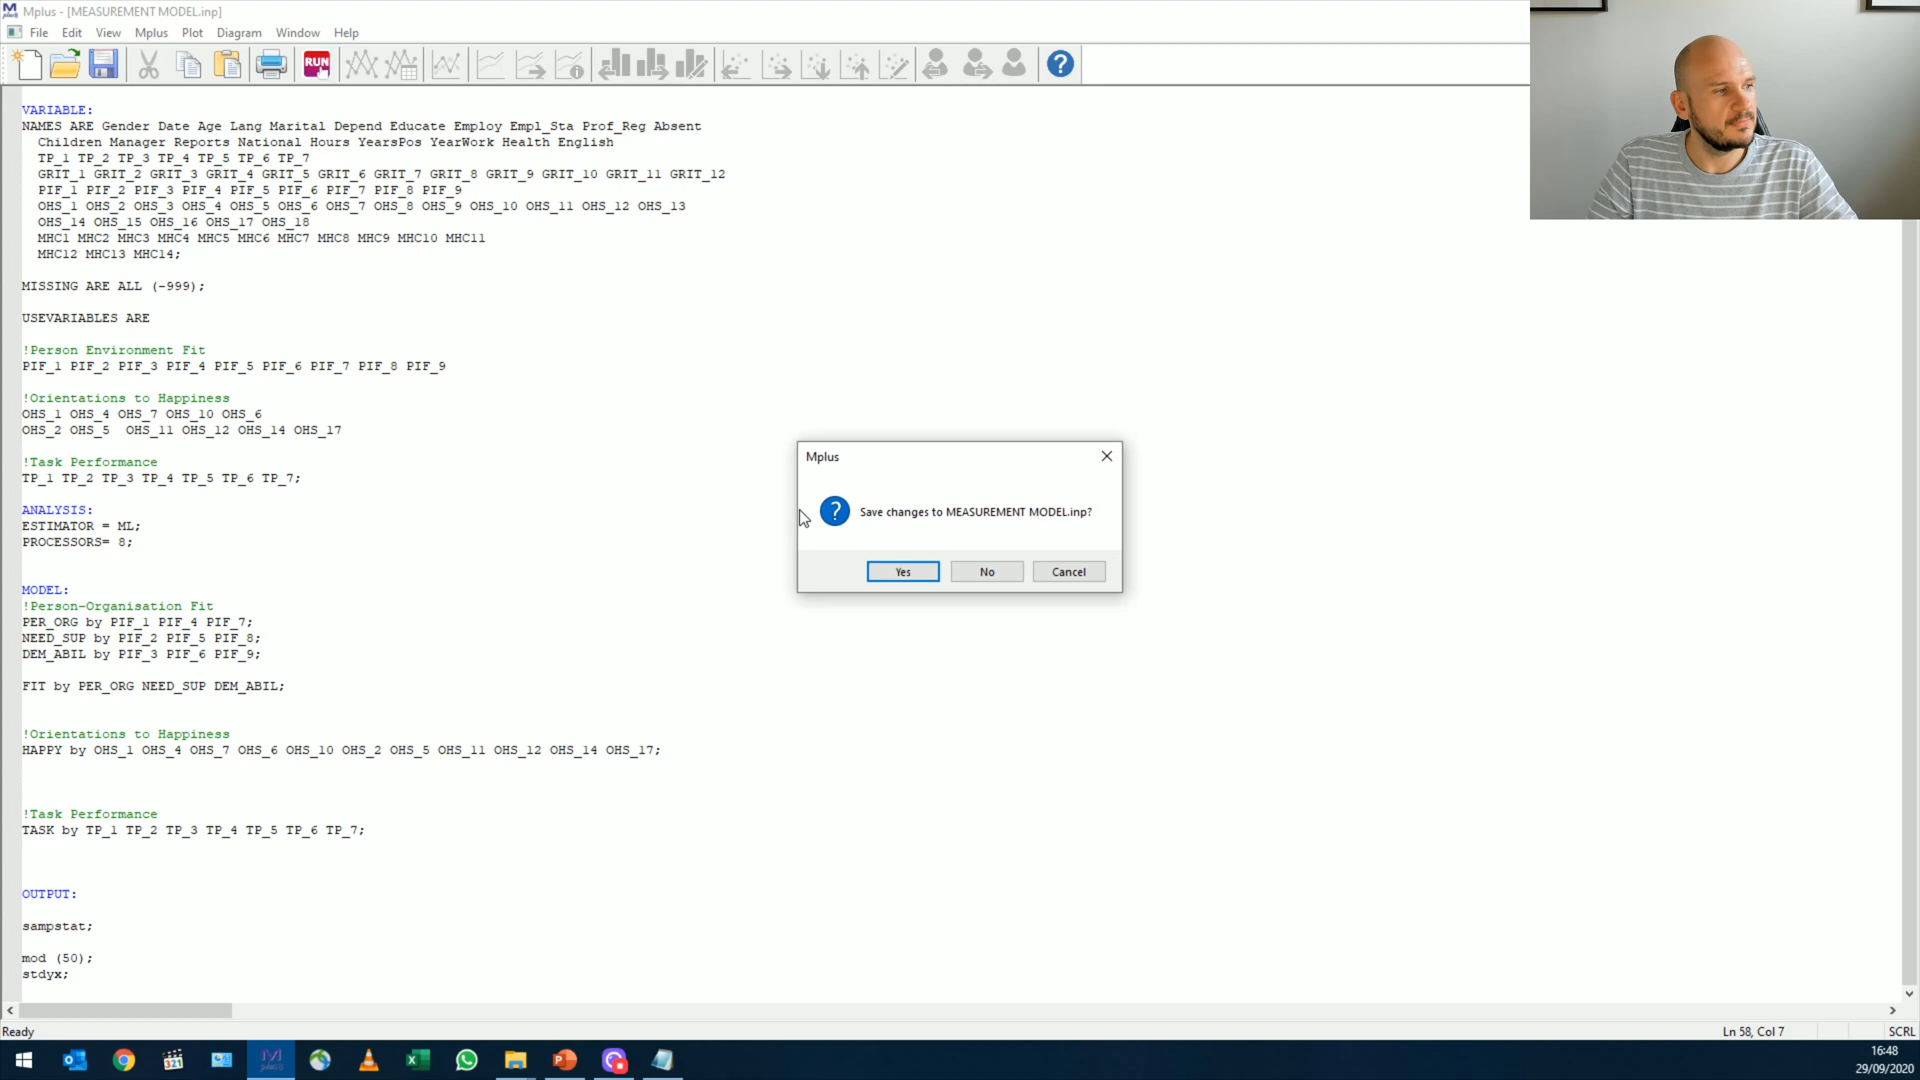 Mplus - [MEASUREMENT MODEL.inp]
File Edit View Mplus Plot Diagram Window Help
RUN
VARIABLE:
NAMES ARE Gender Date Age Lang Marital Depend Educate Employ Empl_Sta Prof_Reg Absent
Children Manager Reports National Hours YearsPos YearWork Health English
TP_1 TP_2 TP_3 TP_4 TP_5 TP_6 TP_7
GRIT_1 GRIT_2 GRIT_3 GRIT_4 GRIT_5 GRIT_6 GRIT_7 GRIT_8 GRIT_9 GRIT_10 GRIT_11 GRIT_12
PIF_1 PIF_2 PIF_3 PIF_4 PIF_5 PIF_6 PIF_7 PIF_8 PIF_9
OHS_1 OHS_2 OHS_3 OHS_4 OHS_5 OHS_6 OHS_7 OHS_8 OHS_9 OHS_10 OHS_11 OHS_12 OHS_13
OHS_14 OHS_15 OHS_16 OHS_17 OHS_18
MHC1 MHC2 MHC3 MHC4 MHC5 MHC6 MHC7 MHC8 MHC9 MHC10 MHC11
MHC12 MHC13 MHC14;
MISSING ARE ALL (-999);
USEVARIABLES ARE
!Person Environment Fit
PIF_1 PIF_2 PIF_3 PIF_4 PIF_5 PIF_6 PIF_7 PIF_8 PIF_9
!Orientations to Happiness
OHS_1 OHS_4 OHS_7 OHS_10 OHS_6
OHS_2 OHS_5 OHS_11 OHS_12 OHS_14 OHS_17
!Task Performance
TP_1 TP_2 TP_3 TP_4 TP_5 TP_6 TP_7;
ANALYSIS:
ESTIMATOR = ML;
PROCESSORS= 8;
MODEL:
!Person-Organisation Fit
PER_ORG by PIF_1 PIF_4 PIF_7;
NEED_SUP by PIF_2 PIF_5 PIF_8;
DEM_ABIL by PIF_3 PIF_6 PIF_9;
FIT by PER_ORG NEED_SUP DEM_ABIL;
!Orientations to Happiness
HAPPY by OHS_1 OHS_4 OHS_7 OHS_6 OHS_10 OHS_2 OHS_5 OHS_11 OHS_12 OHS_14 OHS_17;
!Task Performance
TASK by TP_1 TP_2 TP_3 TP_4 TP_5 TP_6 TP_7;
OUTPUT:
sampstat;
mod (50);
stdyx;
Mplus
Save changes to MEASUREMENT MODEL.inp?
Yes No Cancel
Ready
Ln 58, Col 7
SCRL
321
16:48
29/09/2020